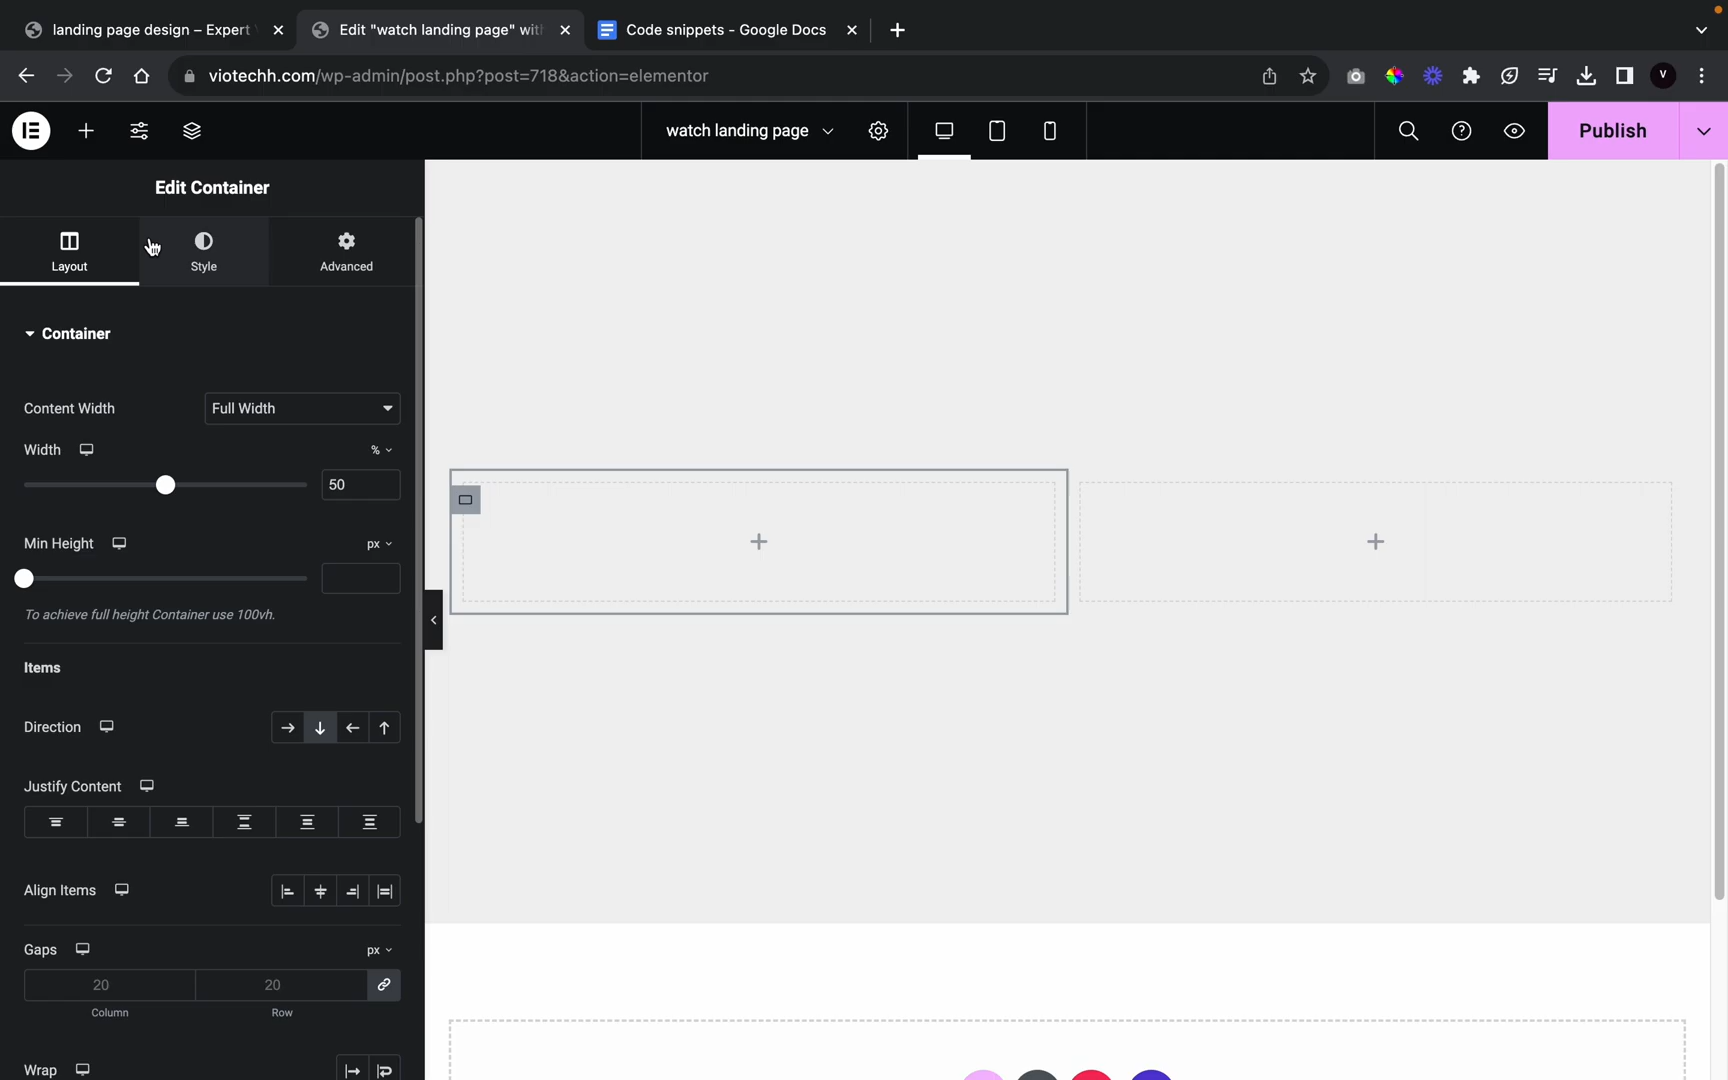 landing page design – Expert
Edit "watch landing page" wit
Code snippets - Google Docs
viotechh.com/wp-admin/post.php?post=718&action=elementor
V
watch landing page
Publish
Edit Container
Layout
Style
Advanced
Container
Content Width
Full Width
Width
%
50
Min Height
px
To achieve full height Container use 100vh.
Items
Direction
Justify Content
Align Items
Gaps
px
20
20
Column
Row
Wrap